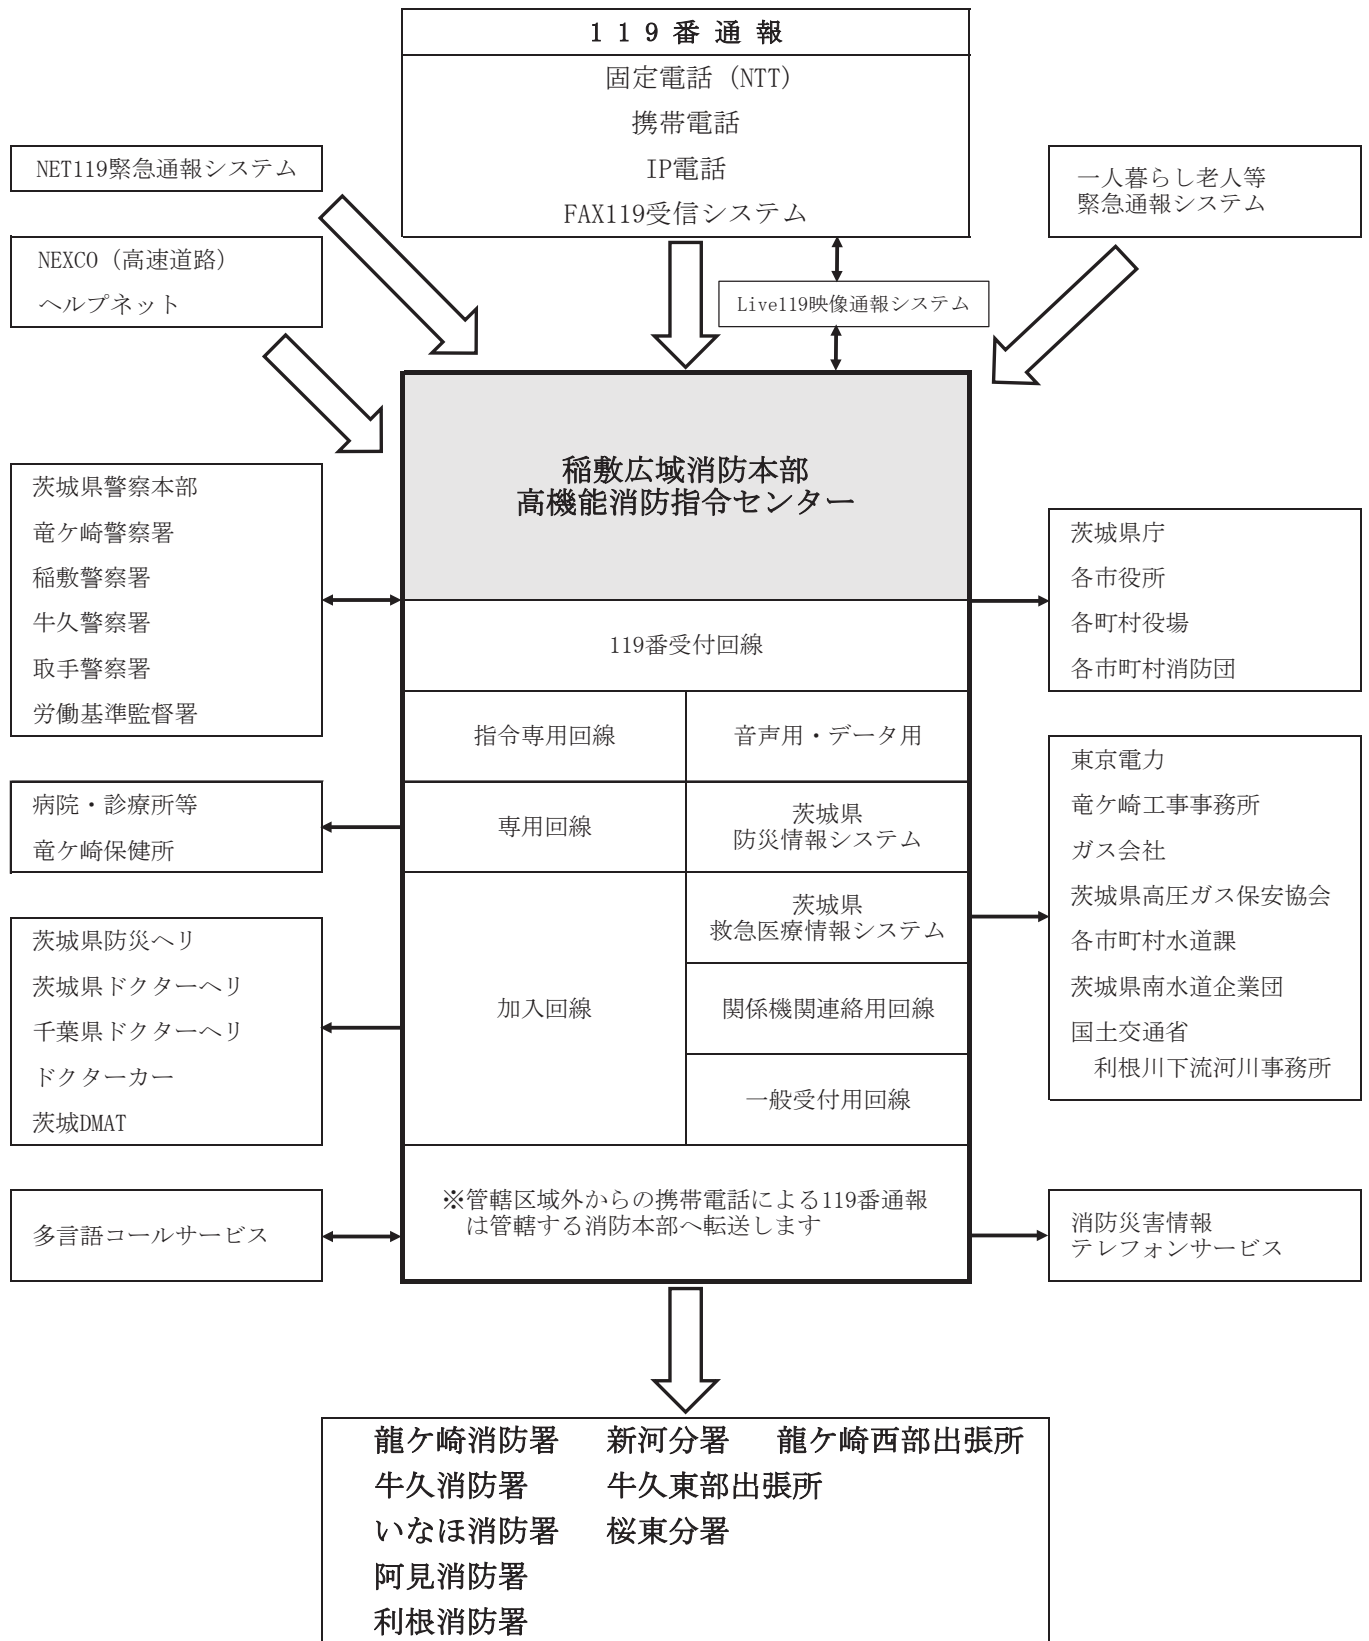 119番通報
固定電話（NTT）
携帯電話
IP電話
FAX119受信システム
NET119緊急通報システム
一人暮らし老人等
緊急通報システム
NEXCO（高速道路）
ヘルプネット
Live119映像通報システム
稲敷広域消防本部
高機能消防指令センター
茨城県警察本部
竜ケ崎警察署
稲敷警察署
牛久警察署
取手警察署
労働基準監督署
茨城県庁
各市役所
各町村役場
各市町村消防団
119番受付回線
指令専用回線
音声用・データ用
専用回線
茨城県
防災情報システム
加入回線
茨城県
救急医療情報システム
関係機関連絡用回線
一般受付用回線
病院・診療所等
竜ケ崎保健所
東京電力
竜ケ崎工事事務所
ガス会社
茨城県高圧ガス保安協会
各市町村水道課
茨城県南水道企業団
国土交通省
利根川下流河川事務所
茨城県防災ヘリ
茨城県ドクターヘリ
千葉県ドクターヘリ
ドクターカー
茨城DMAT
多言語コールサービス
※管轄区域外からの携帯電話による119番通報
は管轄する消防本部へ転送します
消防災害情報
テレフォンサービス
龍ケ崎消防署　新河分署　龍ケ崎西部出張所
牛久消防署　牛久東部出張所
いなほ消防署　桜東分署
阿見消防署
利根消防署